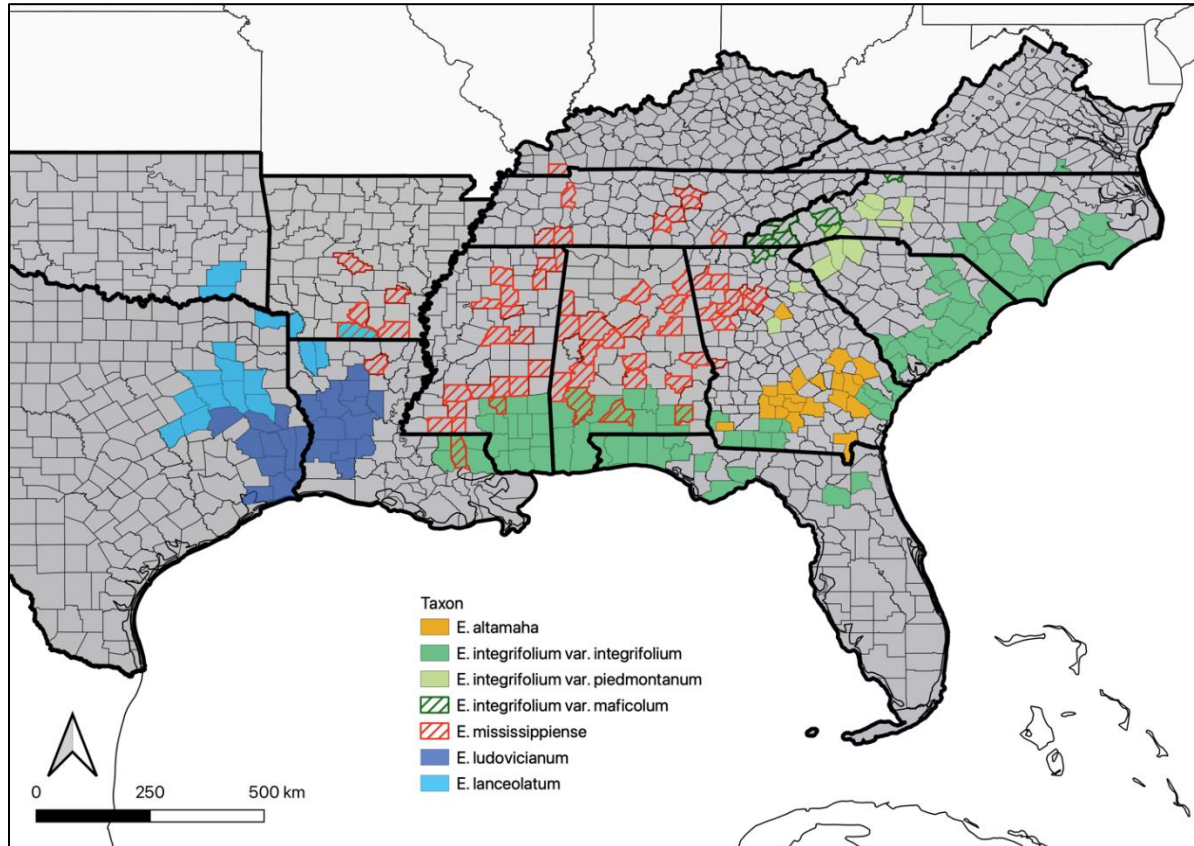 Taxon
E. altamaha
E. integrifolium var. integrifolium
E. integrifolium var. piedmontanum
E. integrifolium var. maficolum
E. mississippiense
E. ludovicianum
E. lanceolatum
0 250 500 km